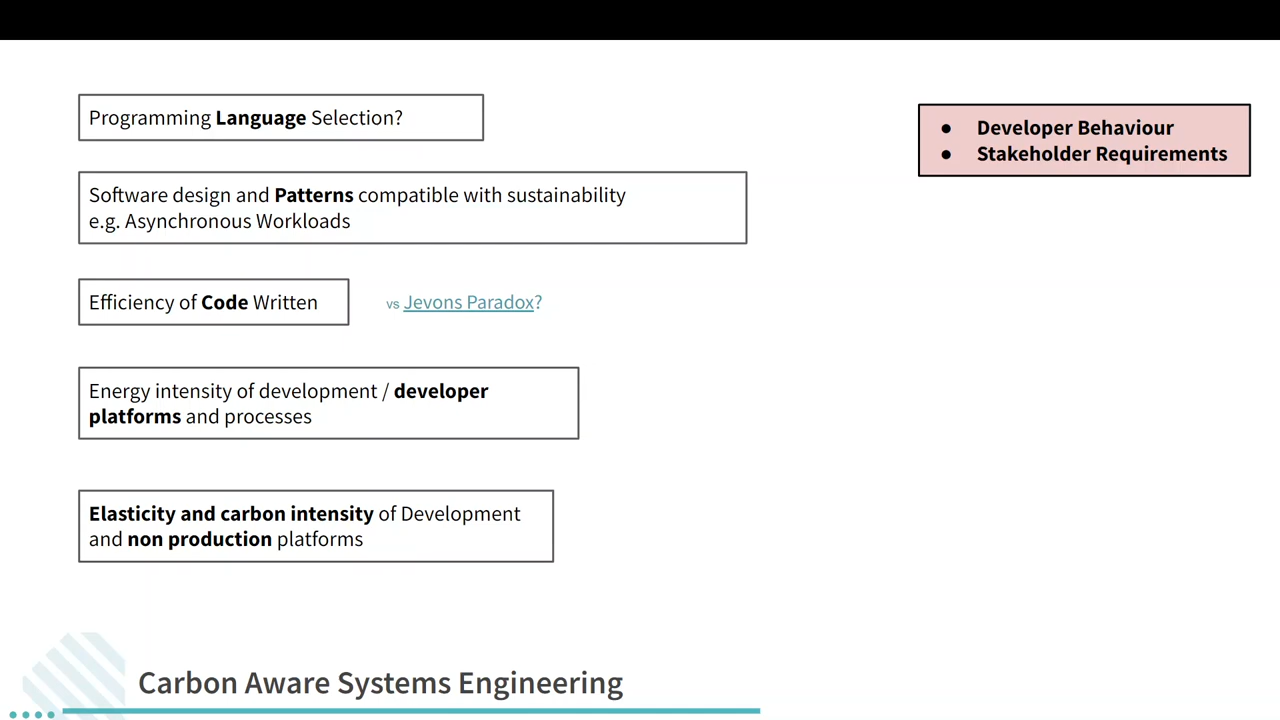 Programming Language Selection?
Software design and Patterns compatible with sustainability
e.g. Asynchronous Workloads
Efficiency of Code Written
vs Jevons Paradox?
Energy intensity of development / developer
platforms and processes
Elasticity and carbon intensity of Development
and non production platforms
● Developer Behaviour
● Stakeholder Requirements
Carbon Aware Systems Engineering